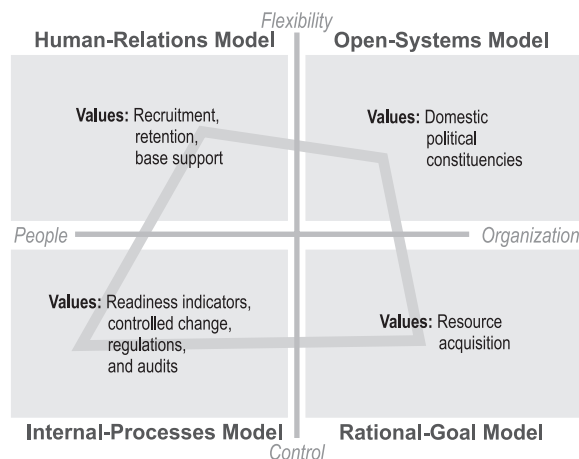 Flexibility
Human-Relations Model
Open-Systems Model
Values: Recruitment,
retention,
base support
Values: Domestic
political
constituencies
People
Organization
Values: Readiness indicators,
controlled change,
regulations,
and audits
Values: Resource
acquisition
Internal-Processes Model
Rational-Goal Model
Control